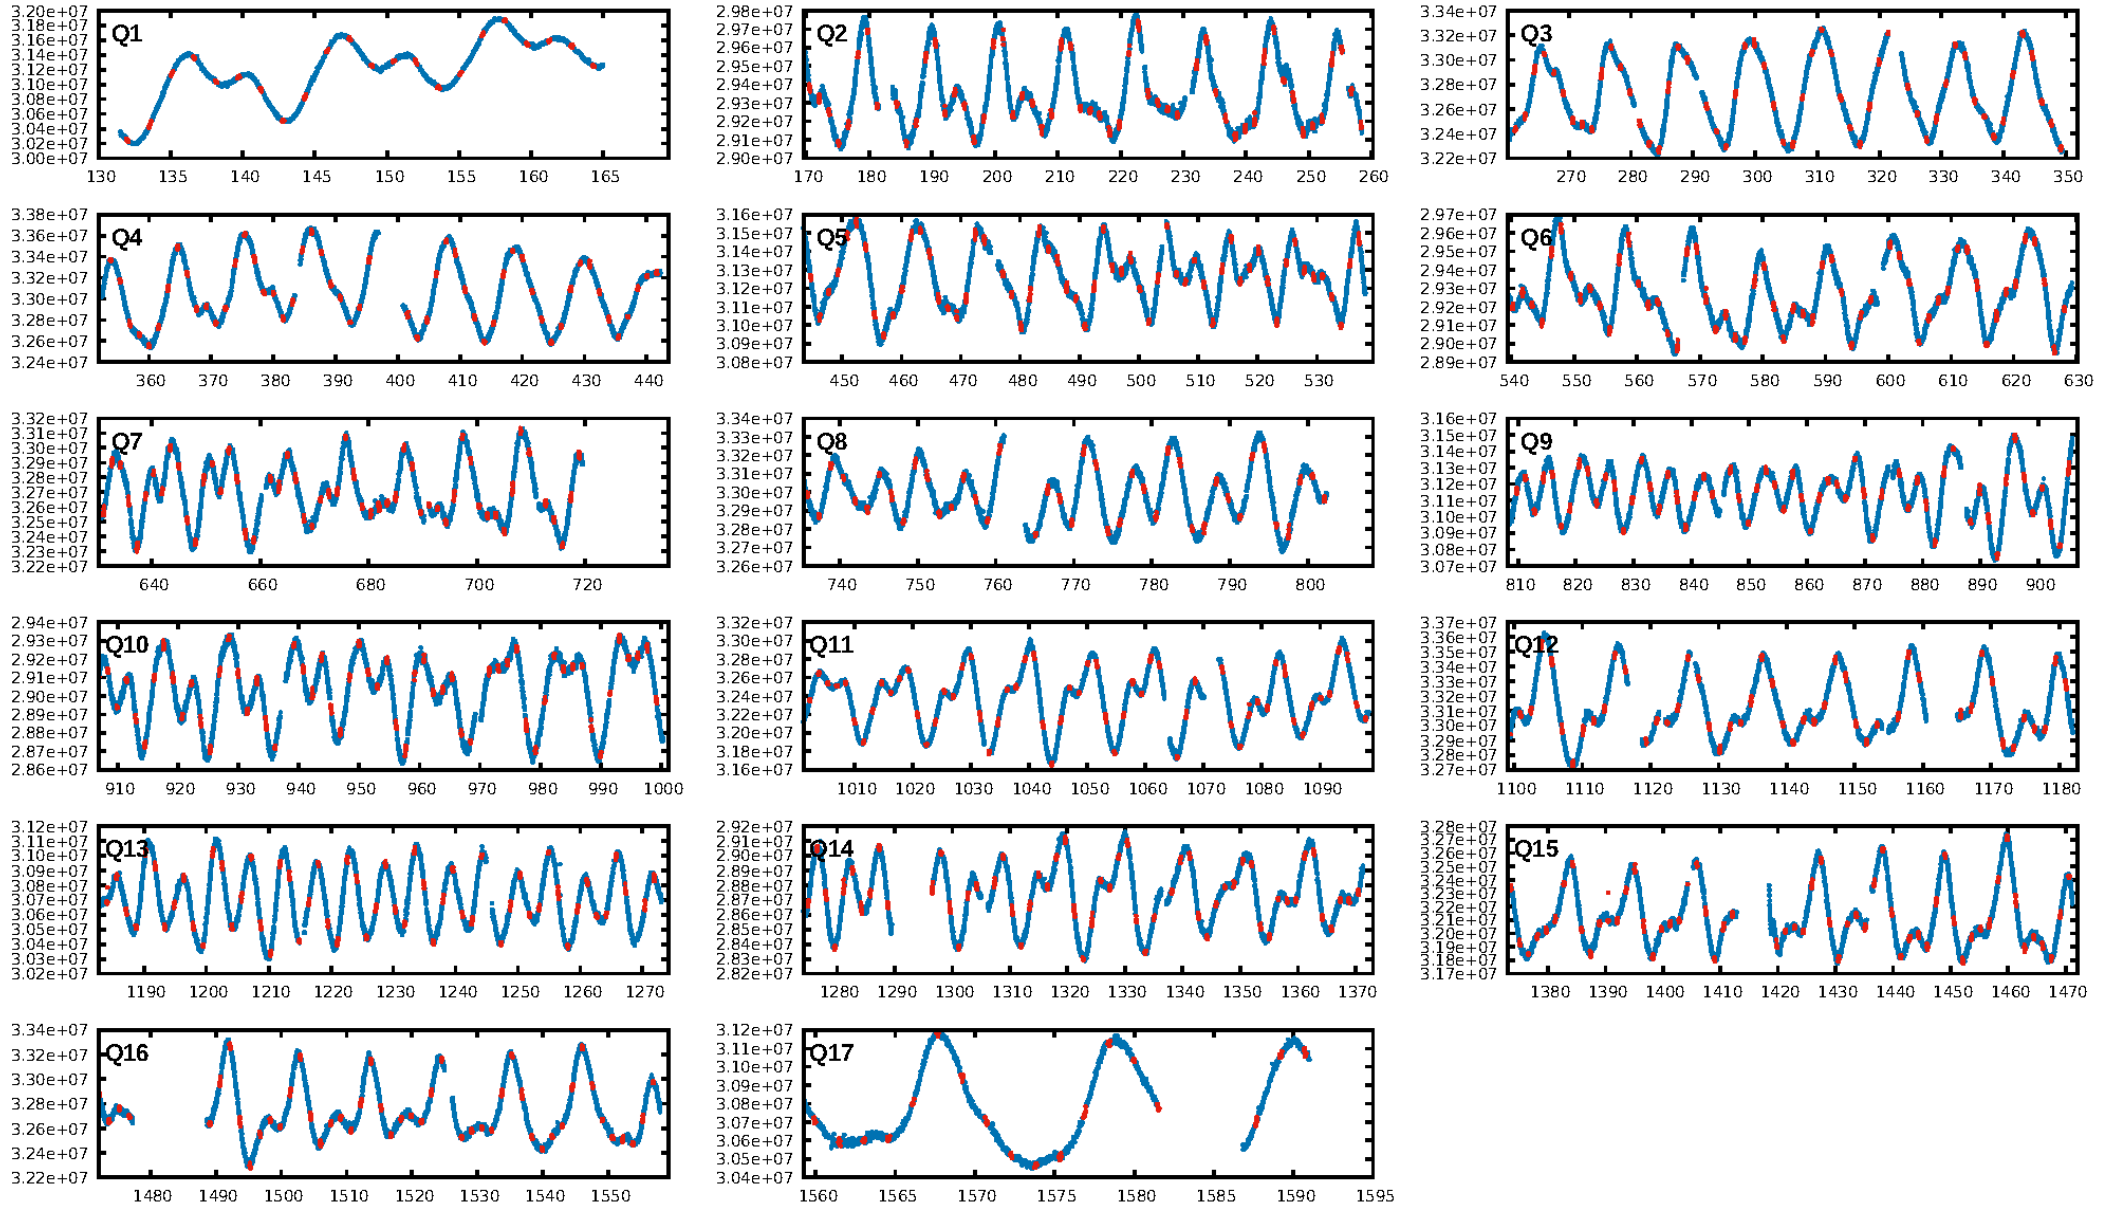 Q1
3.20e+07
3.18e+07
3.16e+07
3.14e+07
3.12e+07
3.10e+07
3.08e+07
3.06e+07
3.04e+07
3.02e+07
3.00e+07
130 135 140 145 150 155 160 165
Q2
2.98e+07
2.97e+07
2.96e+07
2.95e+07
2.94e+07
2.93e+07
2.92e+07
2.91e+07
2.90e+07
170 180 190 200 210 220 230 240 250 260
Q3
3.34e+07
3.32e+07
3.30e+07
3.28e+07
3.26e+07
3.24e+07
3.22e+07
270 280 290 300 310 320 330 340 350
Q4
3.38e+07
3.36e+07
3.34e+07
3.32e+07
3.30e+07
3.28e+07
3.26e+07
3.24e+07
360 370 380 390 400 410 420 430 440
Q5
3.16e+07
3.15e+07
3.14e+07
3.13e+07
3.12e+07
3.11e+07
3.10e+07
3.09e+07
3.08e+07
450 460 470 480 490 500 510 520 530
Q6
2.97e+07
2.96e+07
2.95e+07
2.94e+07
2.93e+07
2.92e+07
2.91e+07
2.90e+07
2.89e+07
540 550 560 570 580 590 600 610 620 630
Q7
3.32e+07
3.31e+07
3.30e+07
3.29e+07
3.28e+07
3.27e+07
3.26e+07
3.25e+07
3.24e+07
3.23e+07
3.22e+07
640 660 680 700 720
Q8
3.34e+07
3.33e+07
3.32e+07
3.31e+07
3.30e+07
3.29e+07
3.28e+07
3.27e+07
3.26e+07
740 750 760 770 780 790 800
Q9
3.16e+07
3.15e+07
3.14e+07
3.13e+07
3.12e+07
3.11e+07
3.10e+07
3.09e+07
3.08e+07
3.07e+07
810 820 830 840 850 860 870 880 890 900
Q10
2.94e+07
2.93e+07
2.92e+07
2.91e+07
2.90e+07
2.89e+07
2.88e+07
2.87e+07
2.86e+07
910 920 930 940 950 960 970 980 990 1000
Q11
3.32e+07
3.30e+07
3.28e+07
3.26e+07
3.24e+07
3.22e+07
3.20e+07
3.18e+07
3.16e+07
1010 1020 1030 1040 1050 1060 1070 1080 1090
Q12
3.37e+07
3.36e+07
3.35e+07
3.34e+07
3.33e+07
3.32e+07
3.31e+07
3.30e+07
3.29e+07
3.28e+07
3.27e+07
1100 1110 1120 1130 1140 1150 1160 1170 1180
Q13
3.12e+07
3.11e+07
3.10e+07
3.09e+07
3.08e+07
3.07e+07
3.06e+07
3.05e+07
3.04e+07
3.03e+07
3.02e+07
1190 1200 1210 1220 1230 1240 1250 1260 1270
Q14
2.92e+07
2.91e+07
2.90e+07
2.89e+07
2.88e+07
2.87e+07
2.86e+07
2.85e+07
2.84e+07
2.83e+07
2.82e+07
1280 1290 1300 1310 1320 1330 1340 1350 1360 1370
Q15
3.28e+07
3.27e+07
3.26e+07
3.25e+07
3.24e+07
3.23e+07
3.22e+07
3.21e+07
3.20e+07
3.19e+07
3.18e+07
3.17e+07
1380 1390 1400 1410 1420 1430 1440 1450 1460 1470
Q16
3.34e+07
3.32e+07
3.30e+07
3.28e+07
3.26e+07
3.24e+07
3.22e+07
1480 1490 1500 1510 1520 1530 1540 1550
Q17
3.12e+07
3.11e+07
3.10e+07
3.09e+07
3.08e+07
3.07e+07
3.06e+07
3.05e+07
3.04e+07
1560 1565 1570 1575 1580 1585 1590 1595